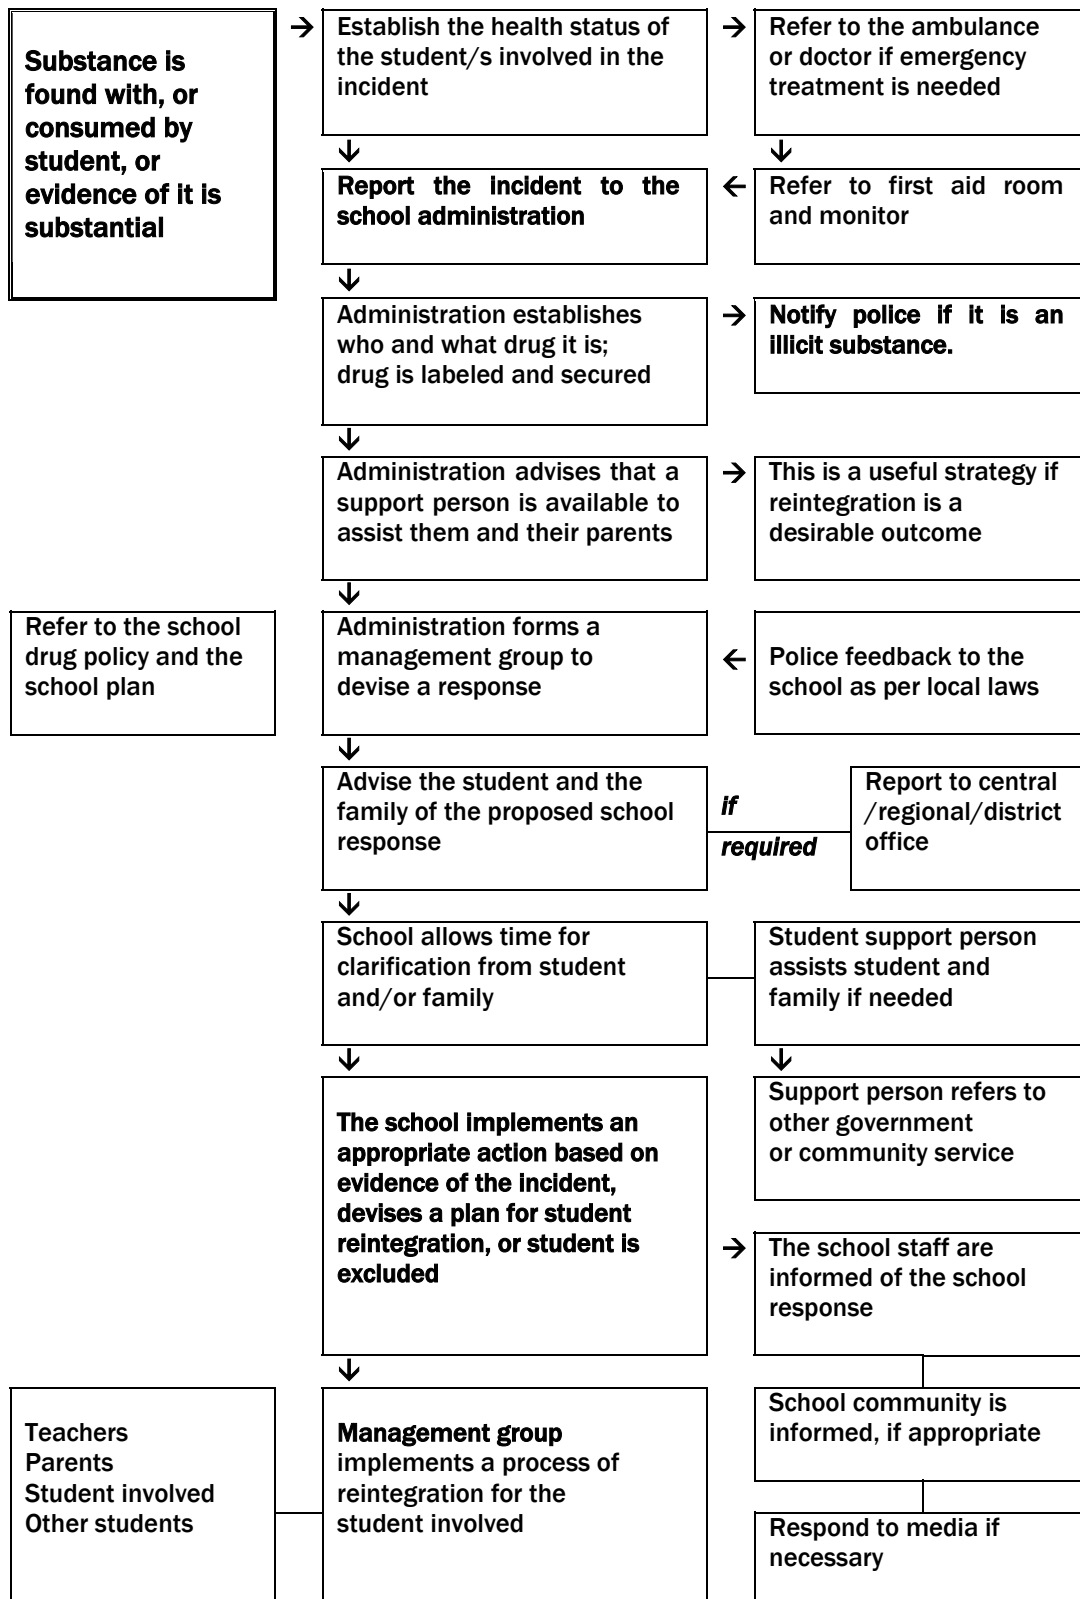 Substance is
found with, or
consumed by
student, or
evidence of it is
substantial
→
Establish the health status of
the student/s involved in the
incident
→
Refer to the ambulance
or doctor if emergency
treatment is needed
↓
↓
Report the incident to the
school administration
←
Refer to first aid room
and monitor
↓
Administration establishes
who and what drug it is;
drug is labeled and secured
→
Notify police if it is an
illicit substance.
↓
Administration advises that a
support person is available to
assist them and their parents
→
This is a useful strategy if
reintegration is a
desirable outcome
↓
Refer to the school
drug policy and the
school plan
Administration forms a
management group to
devise a response
←
Police feedback to the
school as per local laws
↓
Advise the student and the
family of the proposed school
response
if
required
Report to central
/regional/district
office
↓
School allows time for
clarification from student
and/or family
Student support person
assists student and
family if needed
↓
↓
The school implements an
appropriate action based on
evidence of the incident,
devises a plan for student
reintegration, or student is
excluded
Support person refers to
other government
or community service
→
The school staff are
informed of the school
response
↓
Teachers
Parents
Student involved
Other students
Management group
implements a process of
reintegration for the
student involved
School community is
informed, if appropriate
Respond to media if
necessary